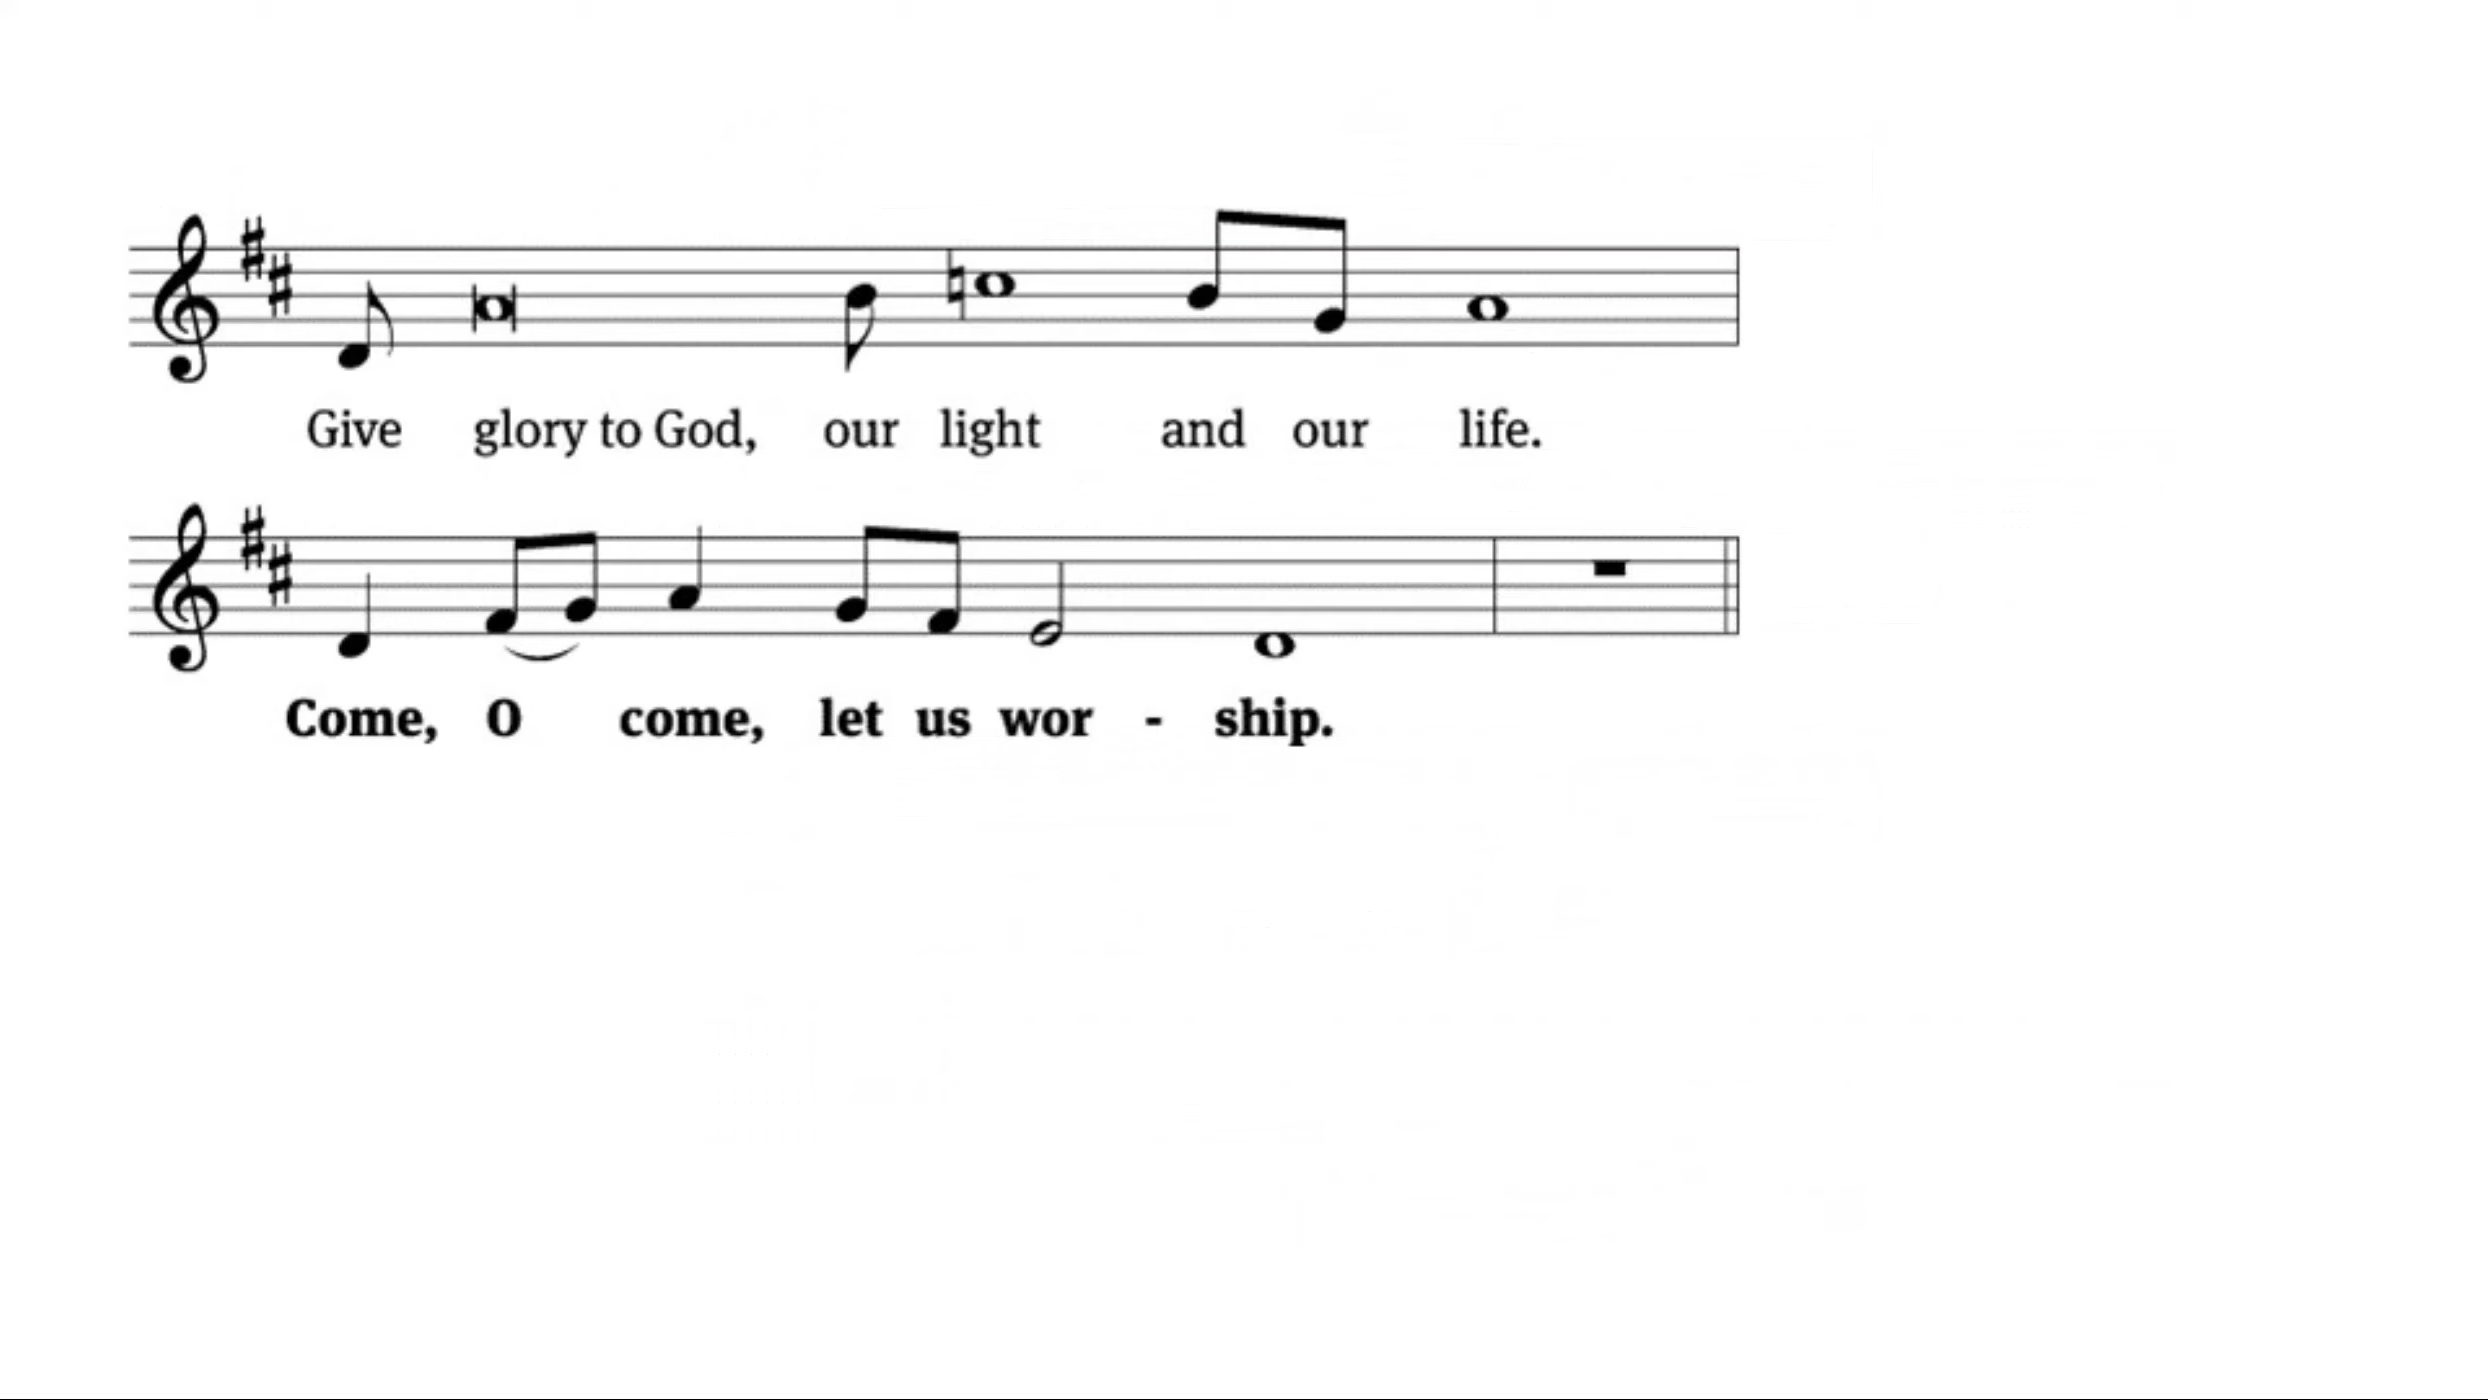 Give glory to God, our light and our life.
Come, O come, let us wor - ship.